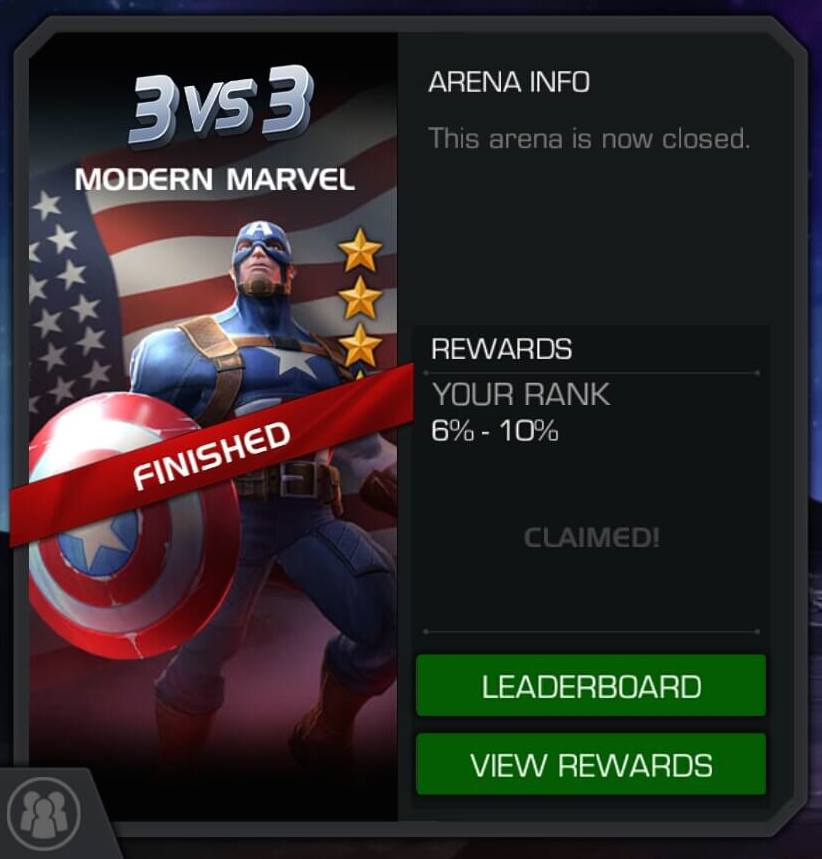 3 VS 3
MODERN MARVEL
A
FINISHED
ARENA INFO
This arena is now closed.
REWARDS
YOUR RANK
6% - 10%
CLAIMED!
LEADERBOARD
VIEW REWARDS